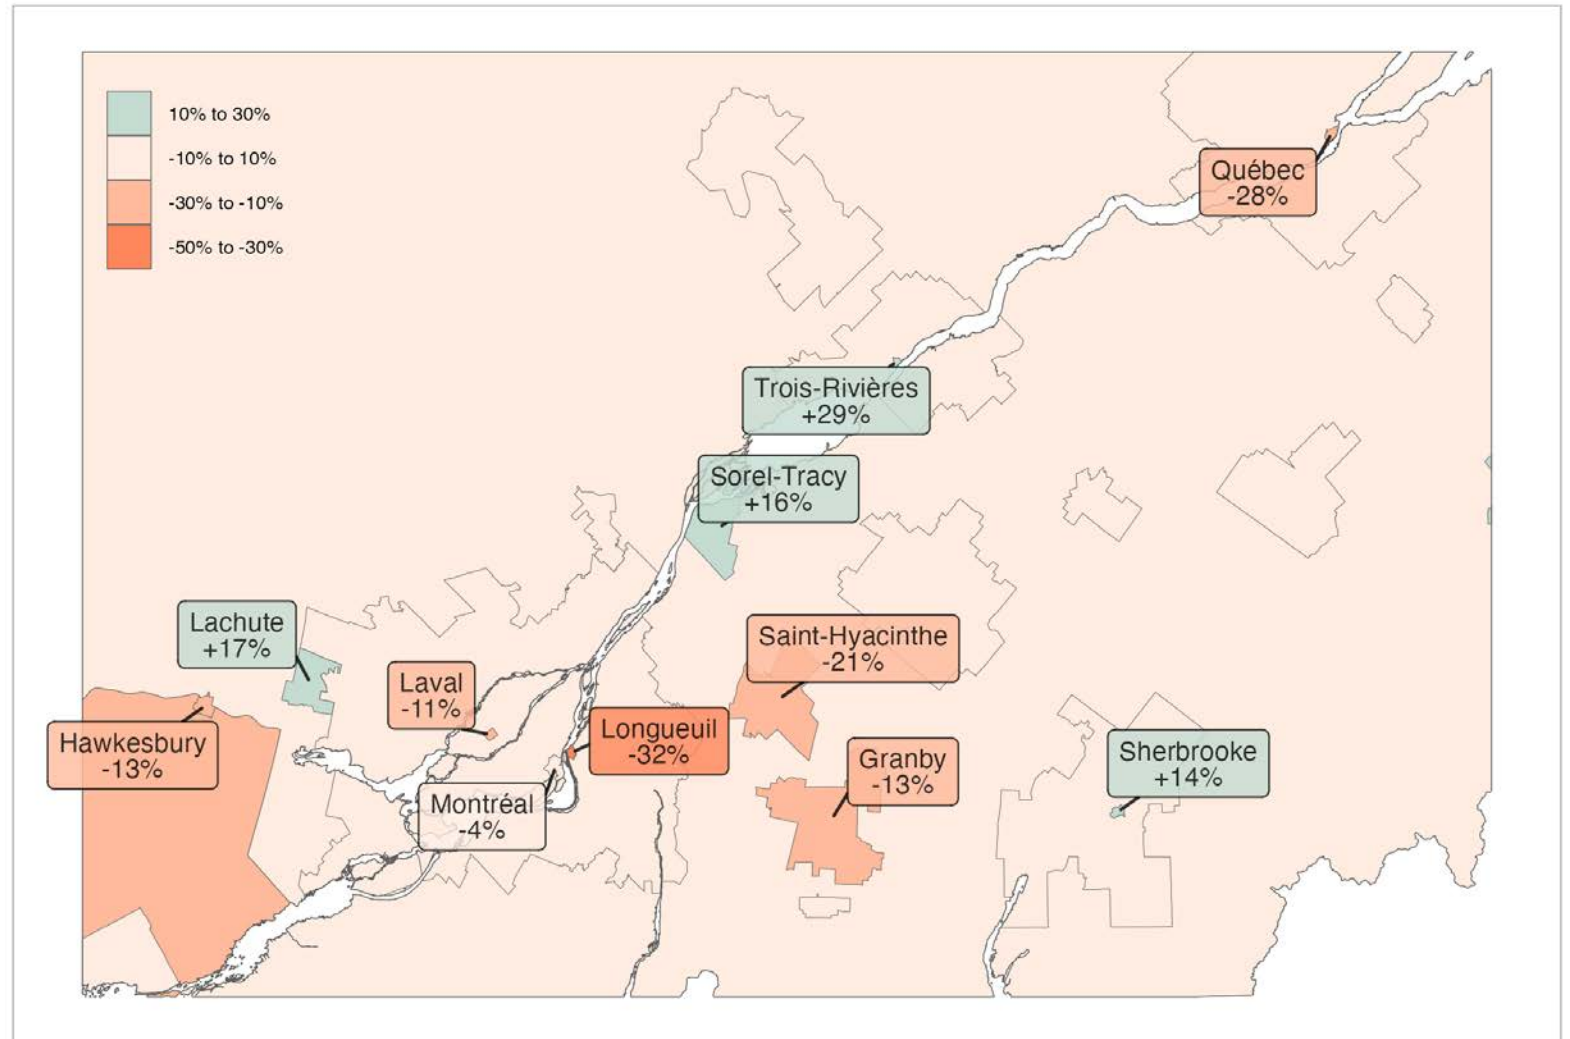 10% to 30%
-10% to 10%
-30% to -10%
-50% to -30%
Québec
-28%
Trois-Rivières
+29%
Sorel-Tracy
+16%
Lachute
+17%
Saint-Hyacinthe
-21%
Laval
-11%
Longueuil
-32%
Hawkesbury
-13%
Sherbrooke
+14%
Granby
-13%
Montréal
-4%